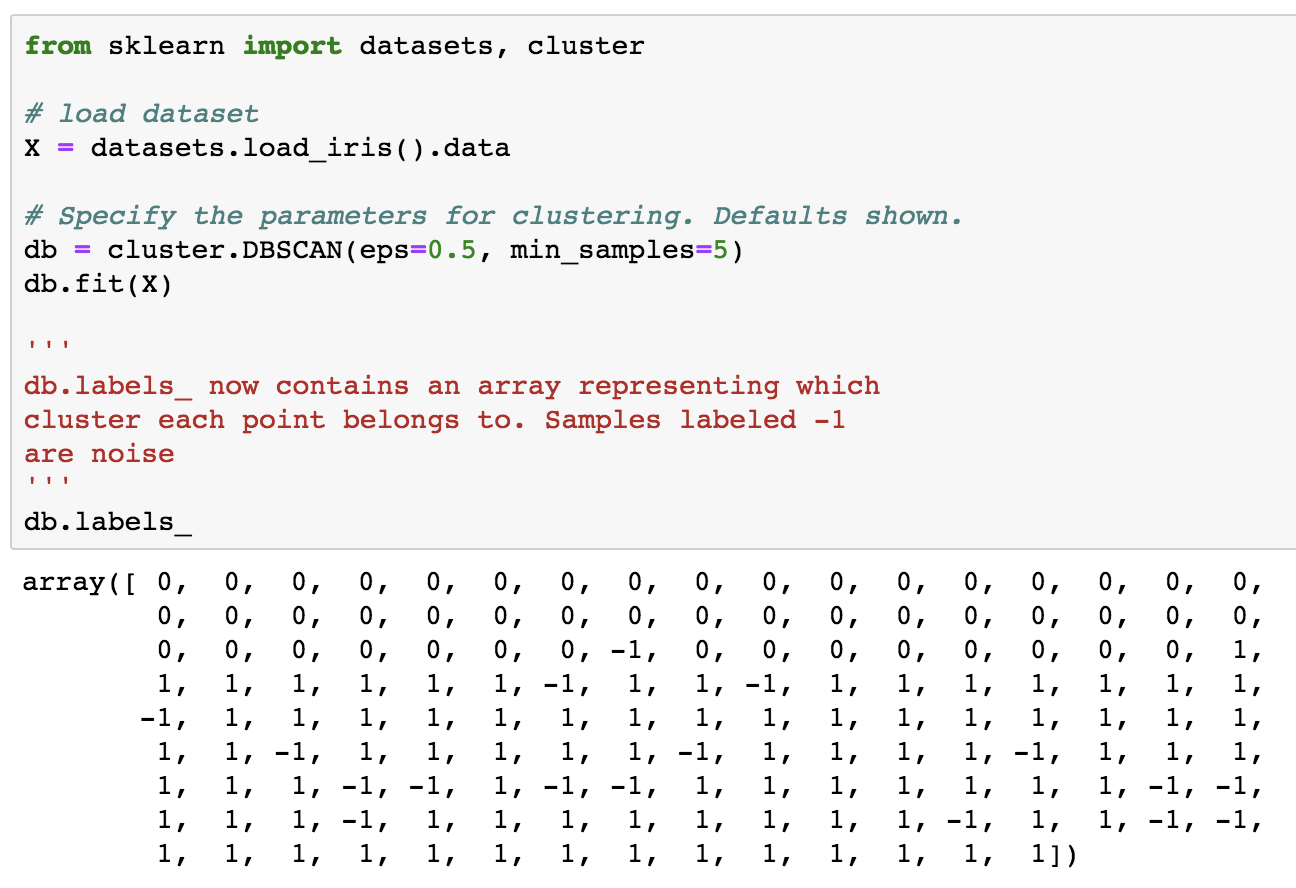 from sklearn import datasets, cluster
# load dataset
X = datasets.load_iris().data
# Specify the parameters for clustering. Defaults shown.
db = cluster.DBSCAN(eps=0.5, min_samples=5)
db.fit(X)
'''
db.labels_ now contains an array representing which
cluster each point belongs to. Samples labeled -1
are noise
'''
db.labels_
array([ 0, 0, 0, 0, 0, 0, 0, 0, 0, 0, 0, 0, 0, 0, 0, 0, 0,
0, 0, 0, 0, 0, 0, 0, 0, 0, 0, 0, 0, 0, 0, 0, 0, 0,
0, 0, 0, 0, 0, 0, 0, -1, 0, 0, 0, 0, 0, 0, 0, 0, 1,
1, 1, 1, 1, 1, 1, -1, 1, 1, -1, 1, 1, 1, 1, 1, 1, 1,
-1, 1, 1, 1, 1, 1, 1, 1, 1, 1, 1, 1, 1, 1, 1, 1, 1,
1, 1, -1, 1, 1, 1, 1, 1, -1, 1, 1, 1, 1, -1, 1, 1, 1,
1, 1, 1, -1, -1, 1, -1, -1, 1, 1, 1, 1, 1, 1, 1, -1, -1,
1, 1, 1, -1, 1, 1, 1, 1, 1, 1, 1, 1, -1, 1, 1, -1, -1,
1, 1, 1, 1, 1, 1, 1, 1, 1, 1, 1, 1, 1, 1])